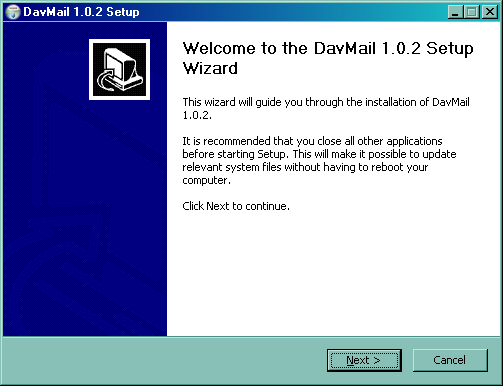 DavMail 1.0.2 Setup
Welcome to the DavMail 1.0.2 Setup
Wizard
This wizard will guide you through the installation of DavMail
1.0.2.
It is recommended that you close all other applications
before starting Setup. This will make it possible to update
relevant system files without having to reboot your
computer.
Click Next to continue.
Next >
Cancel